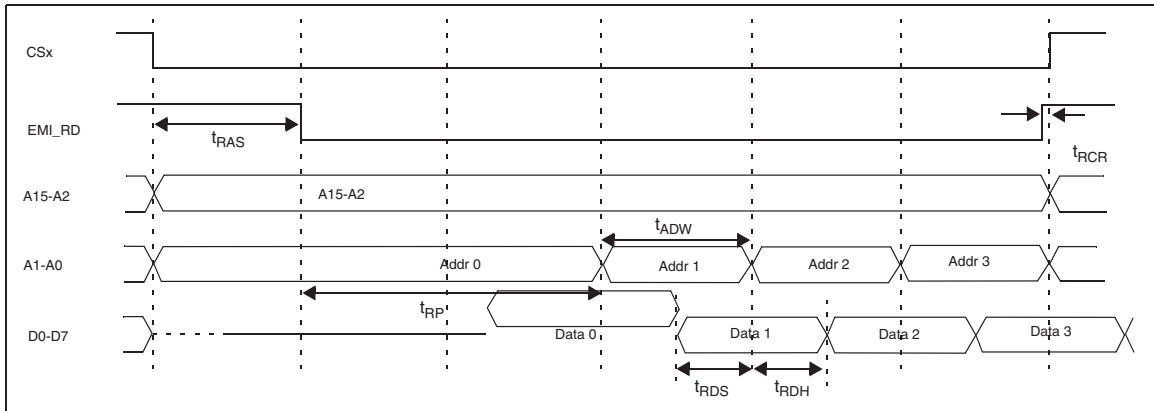 CSx
EMI_RD
tRAS
tRCR
A15-A2
A15-A2
tADW
A1-A0
Addr 0
Addr 1
Addr 2
Addr 3
tRP
D0-D7
Data 0
Data 1
Data 2
Data 3
tRDS
tRDH